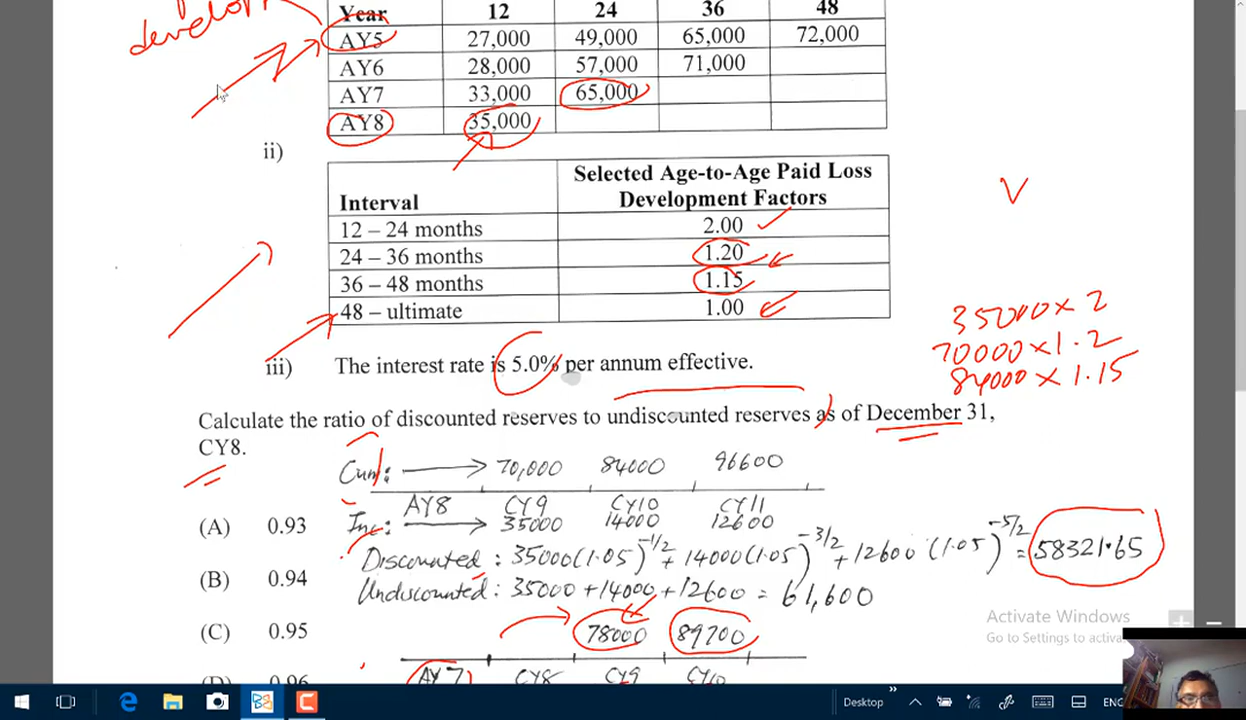 develop
Year 12 24 36 48
AY5 27,000 49,000 65,000 72,000
AY6 28,000 57,000 71,000
AY7 33,000 65,000
AY8 35,000
ii)
Interval Selected Age-to-Age Paid Loss
Development Factors
12 – 24 months 2.00
24 – 36 months 1.20
36 – 48 months 1.15
48 – ultimate 1.00
35000 × 2
70000 × 1.2
84000 × 1.15
iii) The interest rate is 5.0% per annum effective.
Calculate the ratio of discounted reserves to undiscounted reserves as of December 31,
CY8.
Cum: 70,000 84000 96600
AY8 CY9 CY10 CY11
(A) 0.93
Inc: 35000 14000 12600
Discounted : 35000(1.05)^-1/2 + 14000(1.05)^-3/2 + 12600 (1.05)^-5/2 = 58321.65
(B) 0.94
Undiscounted : 35000 + 14000 + 12600 = 61,600
(C) 0.95
78000 89700
AY7 CY8 CY9 CY10
(D) 0.96
Activate Windows
Go to Settings to activa
Desktop
ENG